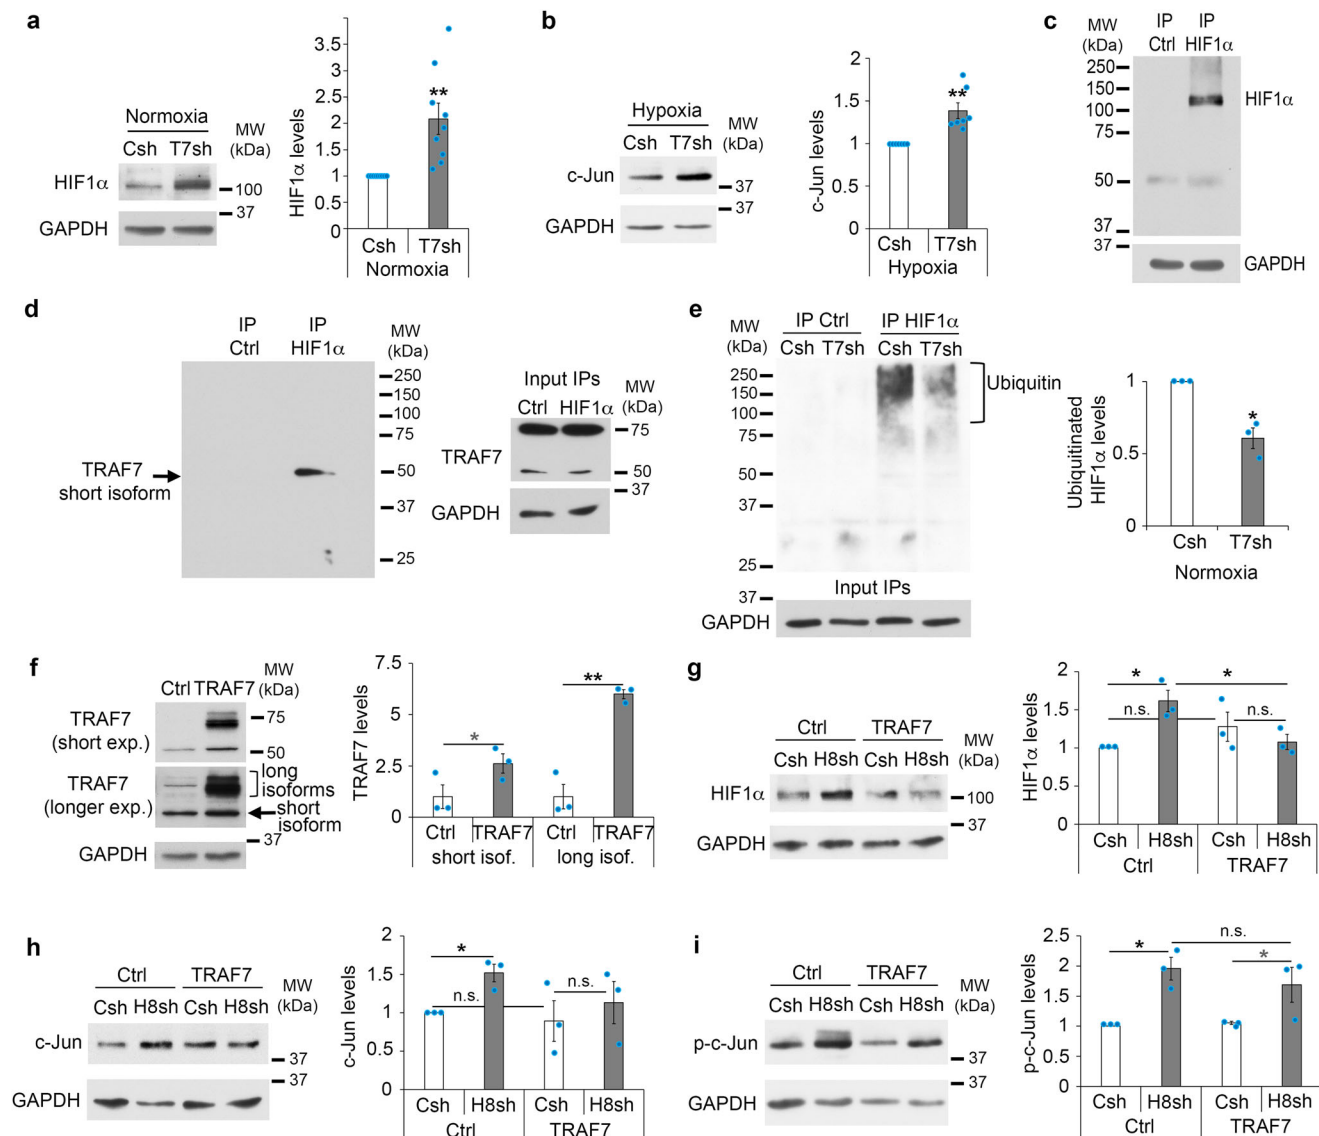 a
Normoxia
Csh T7sh
MW
(kDa)
HIF1α
100
37
GAPDH
HIF1α levels
3.5
3
2.5
2
1.5
1
0.5
0
**
Csh T7sh
Normoxia
b
Hypoxia
Csh T7sh
MW
(kDa)
c-Jun
37
37
GAPDH
c-Jun levels
2
1.5
1
0.5
0
**
Csh T7sh
Hypoxia
c
MW
(kDa)
IP
Ctrl
IP
HIF1α
250
150
100
75
50
37
37
HIF1α
GAPDH
d
IP
Ctrl
IP
HIF1α
MW
(kDa)
250
150
100
75
50
37
25
TRAF7
short isoform
Input IPs
Ctrl HIF1α
MW
(kDa)
TRAF7
75
50
37
GAPDH
e
MW
(kDa)
IP Ctrl IP HIF1α
Csh T7sh Csh T7sh
250
150
100
75
50
37
25
37
Ubiquitin
Input IPs
GAPDH
Ubiquitinated
HIF1α levels
1
0.5
0
*
Csh T7sh
Normoxia
f
Ctrl TRAF7
MW
(kDa)
TRAF7
(short exp.)
75
50
TRAF7
(longer exp.)
long
isoforms
short
isoform
37
GAPDH
TRAF7 levels
7.5
5
2.5
0
*
**
Ctrl TRAF7 Ctrl TRAF7
short isof. long isof.
g
Ctrl TRAF7
Csh H8sh Csh H8sh
MW
(kDa)
HIF1α
100
37
GAPDH
HIF1α levels
2
1.5
1
0.5
0
* *
n.s. n.s.
Csh H8sh Csh H8sh
Ctrl TRAF7
h
Ctrl TRAF7
Csh H8sh Csh H8sh
MW
(kDa)
c-Jun
37
37
GAPDH
c-Jun levels
2
1.5
1
0.5
0
*
n.s. n.s.
Csh H8sh Csh H8sh
Ctrl TRAF7
i
Ctrl TRAF7
Csh H8sh Csh H8sh
MW
(kDa)
p-c-Jun
37
37
GAPDH
p-c-Jun levels
2.5
2
1.5
1
0.5
0
n.s.
* *
Csh H8sh Csh H8sh
Ctrl TRAF7